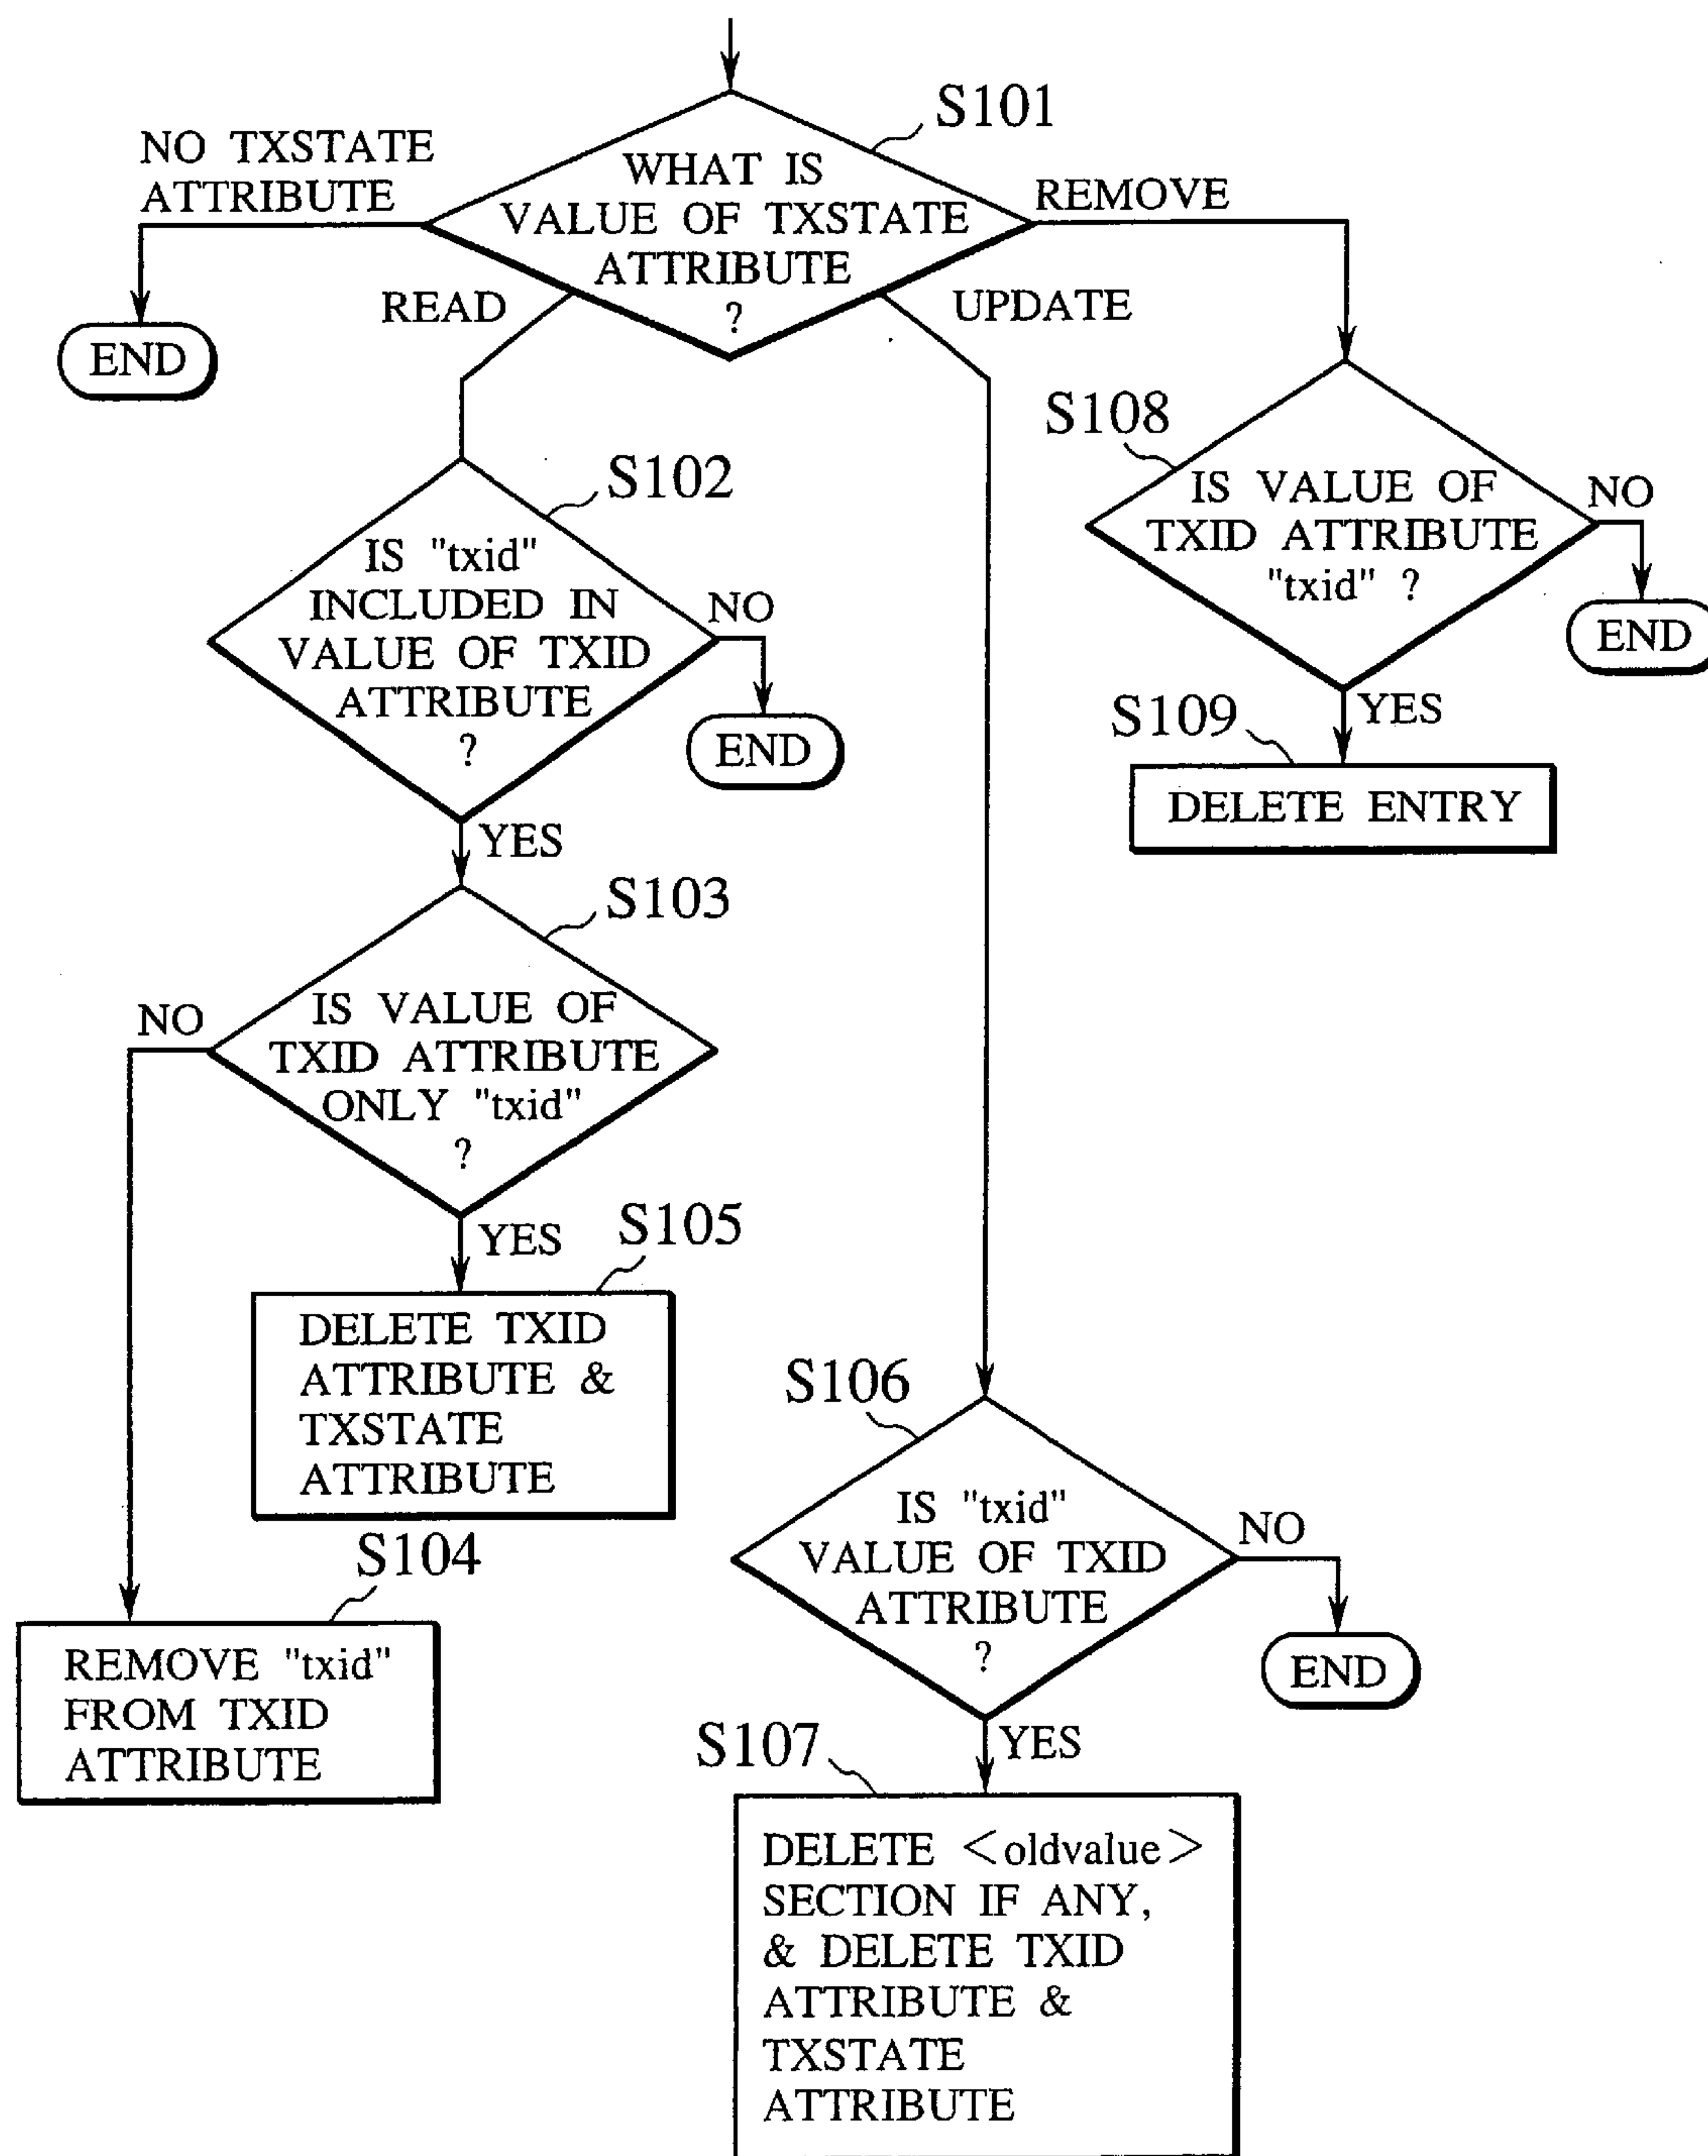 S101
NO TXSTATE
ATTRIBUTE
WHAT IS
VALUE OF TXSTATE
ATTRIBUTE
?
REMOVE
READ
UPDATE
END
S108
IS VALUE OF
TXID ATTRIBUTE
"txid" ?
NO
END
S102
IS "txid"
INCLUDED IN
VALUE OF TXID
ATTRIBUTE
?
NO
END
YES
S109
DELETE ENTRY
YES
S103
NO
IS VALUE OF
TXID ATTRIBUTE
ONLY "txid"
?
YES
S105
DELETE TXID
ATTRIBUTE &
TXSTATE
ATTRIBUTE
S104
REMOVE "txid"
FROM TXID
ATTRIBUTE
S106
IS "txid"
VALUE OF TXID
ATTRIBUTE
?
NO
END
YES
S107
DELETE <oldvalue>
SECTION IF ANY,
& DELETE TXID
ATTRIBUTE &
TXSTATE
ATTRIBUTE